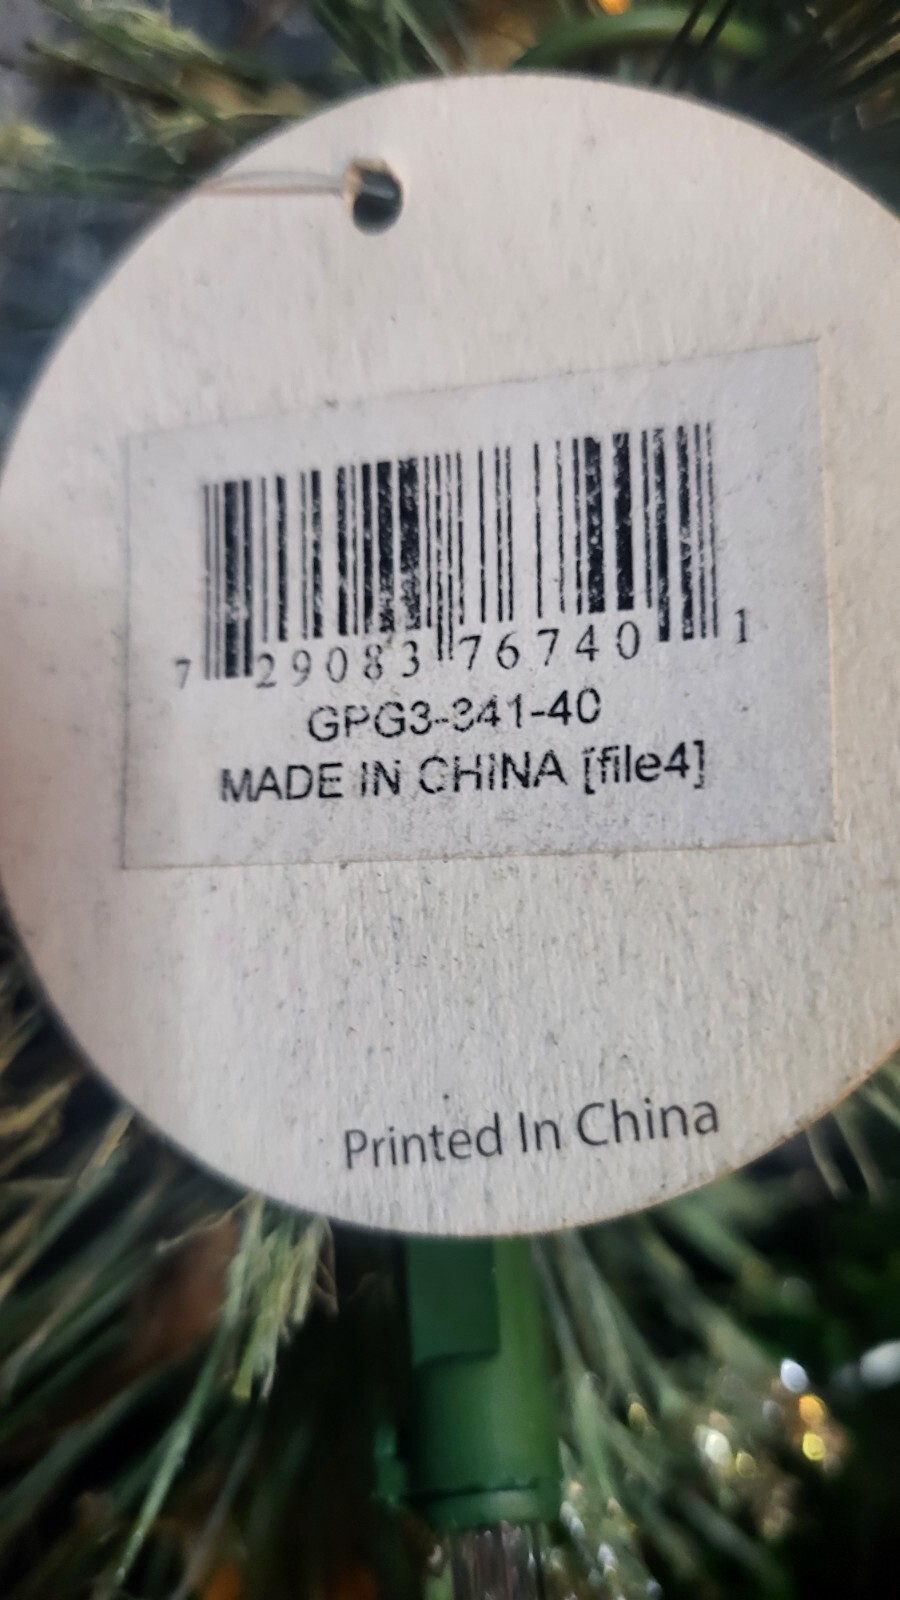 7 29083 76740 1
GPG3-341-40
MADE IN CHINA [file4]
Printed In China